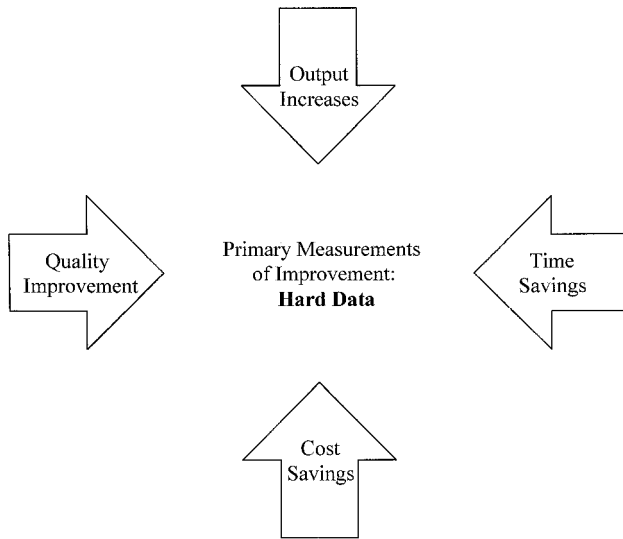 Output
Increases
Quality
Improvement
Primary Measurements
of Improvement:
Hard Data
Time
Savings
Cost
Savings